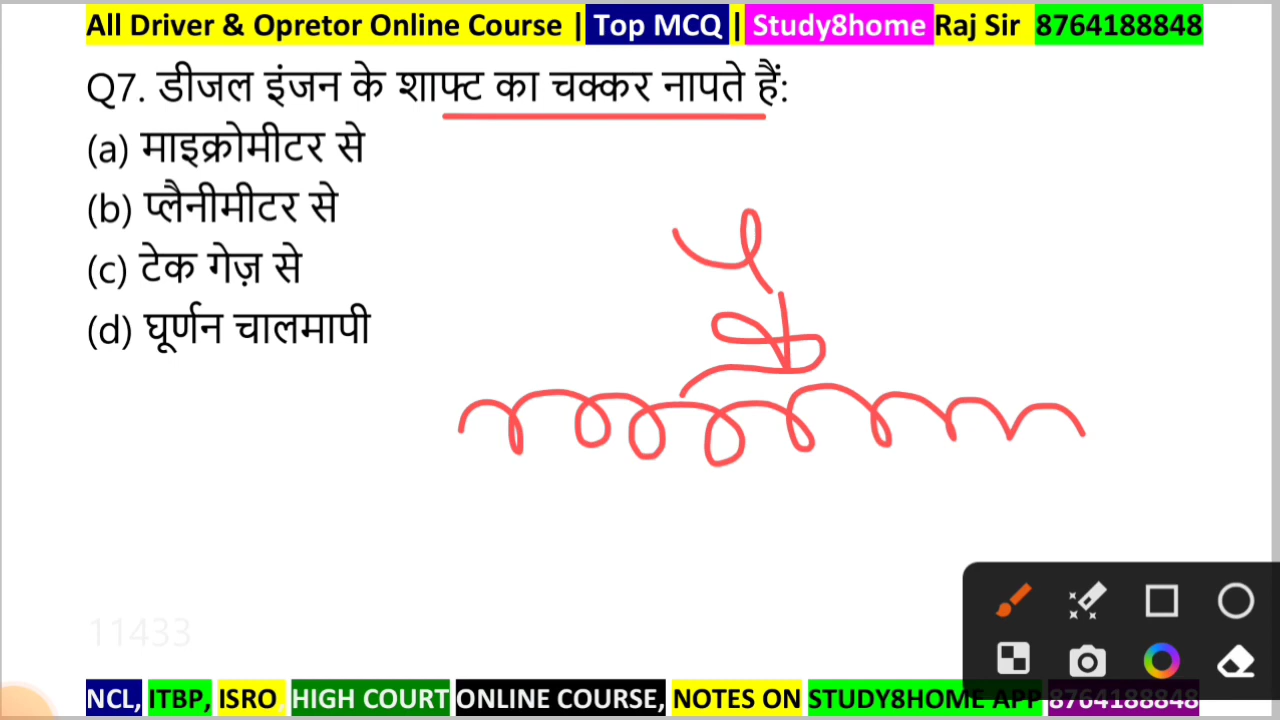 All Driver & Opretor Online Course | Top MCQ | Study8home Raj Sir 8764188848
Q7. डीजल इंजन के शाफ्ट का चक्कर नापते हैं:
(a) माइक्रोमीटर से
(b) प्लैनीमीटर से
(c) टेक गेज़ से
(d) घूर्णन चालमापी
11433
NCL, ITBP, ISRO, HIGH COURT ONLINE COURSE, NOTES ON STUDY8HOME APP 8764188848